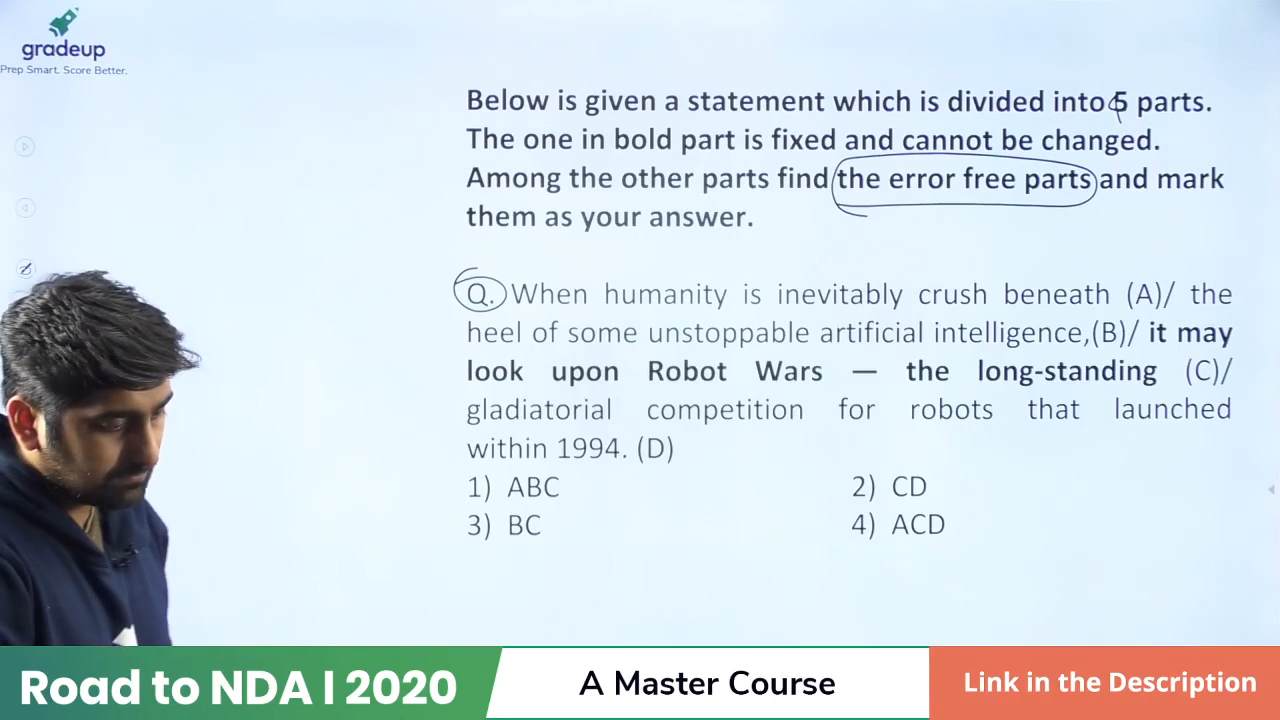 gradeup
Prep Smart. Score Better.
Below is given a statement which is divided into 5 parts.
The one in bold part is fixed and cannot be changed.
Among the other parts find the error free parts and mark
them as your answer.
Q. When humanity is inevitably crush beneath (A)/ the
heel of some unstoppable artificial intelligence,(B)/ it may
look upon Robot Wars — the long-standing (C)/
gladiatorial competition for robots that launched
within 1994. (D)
1) ABC 2) CD
3) BC 4) ACD
Road to NDA | 2020
A Master Course
Link in the Description